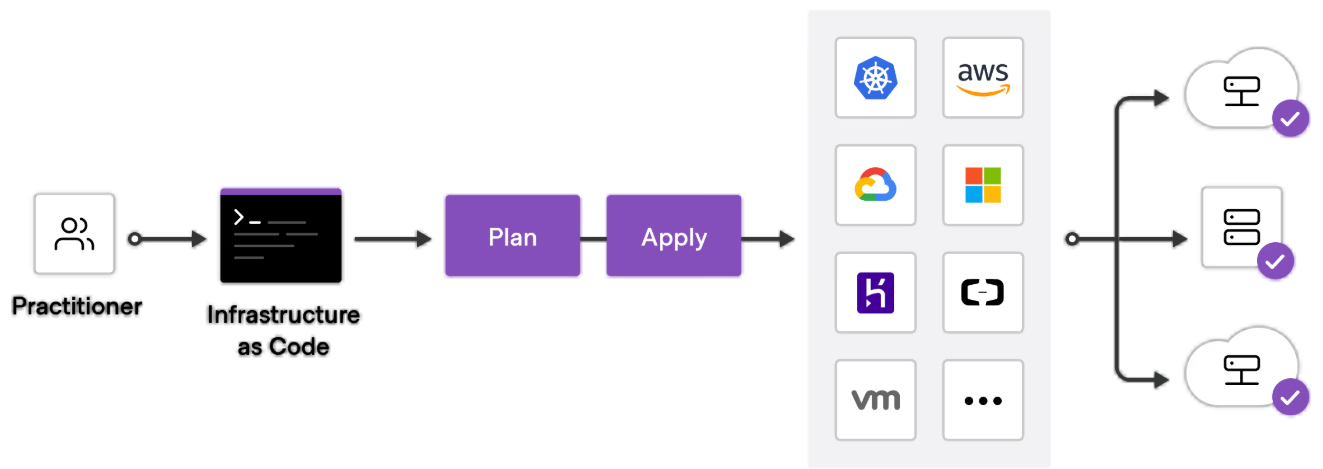 Practitioner
Infrastructure
as Code
Plan
Apply
aws
vm